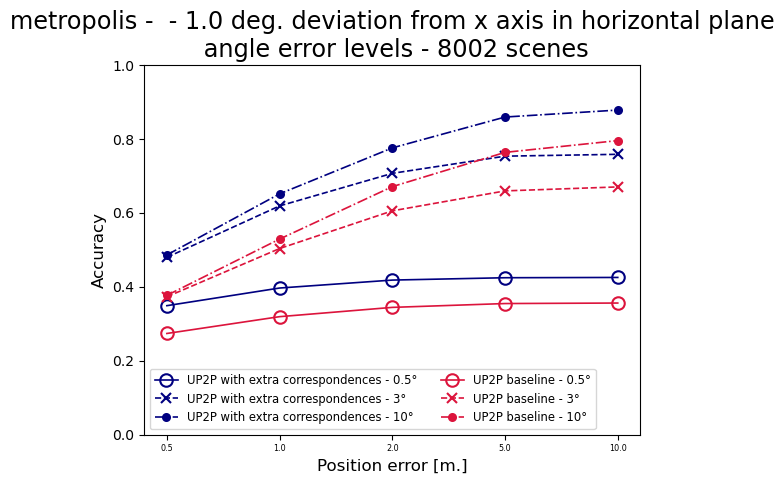 metropolis -  - 1.0 deg. deviation from x axis in horizontal plane
angle error levels - 8002 scenes
1.0
0.8
0.6
0.4
0.2
0.0
Accuracy
UP2P with extra correspondences - 0.5°
UP2P with extra correspondences - 3°
UP2P with extra correspondences - 10°
UP2P baseline - 0.5°
UP2P baseline - 3°
UP2P baseline - 10°
0.5 1.0 2.0 5.0 10.0
Position error [m.]